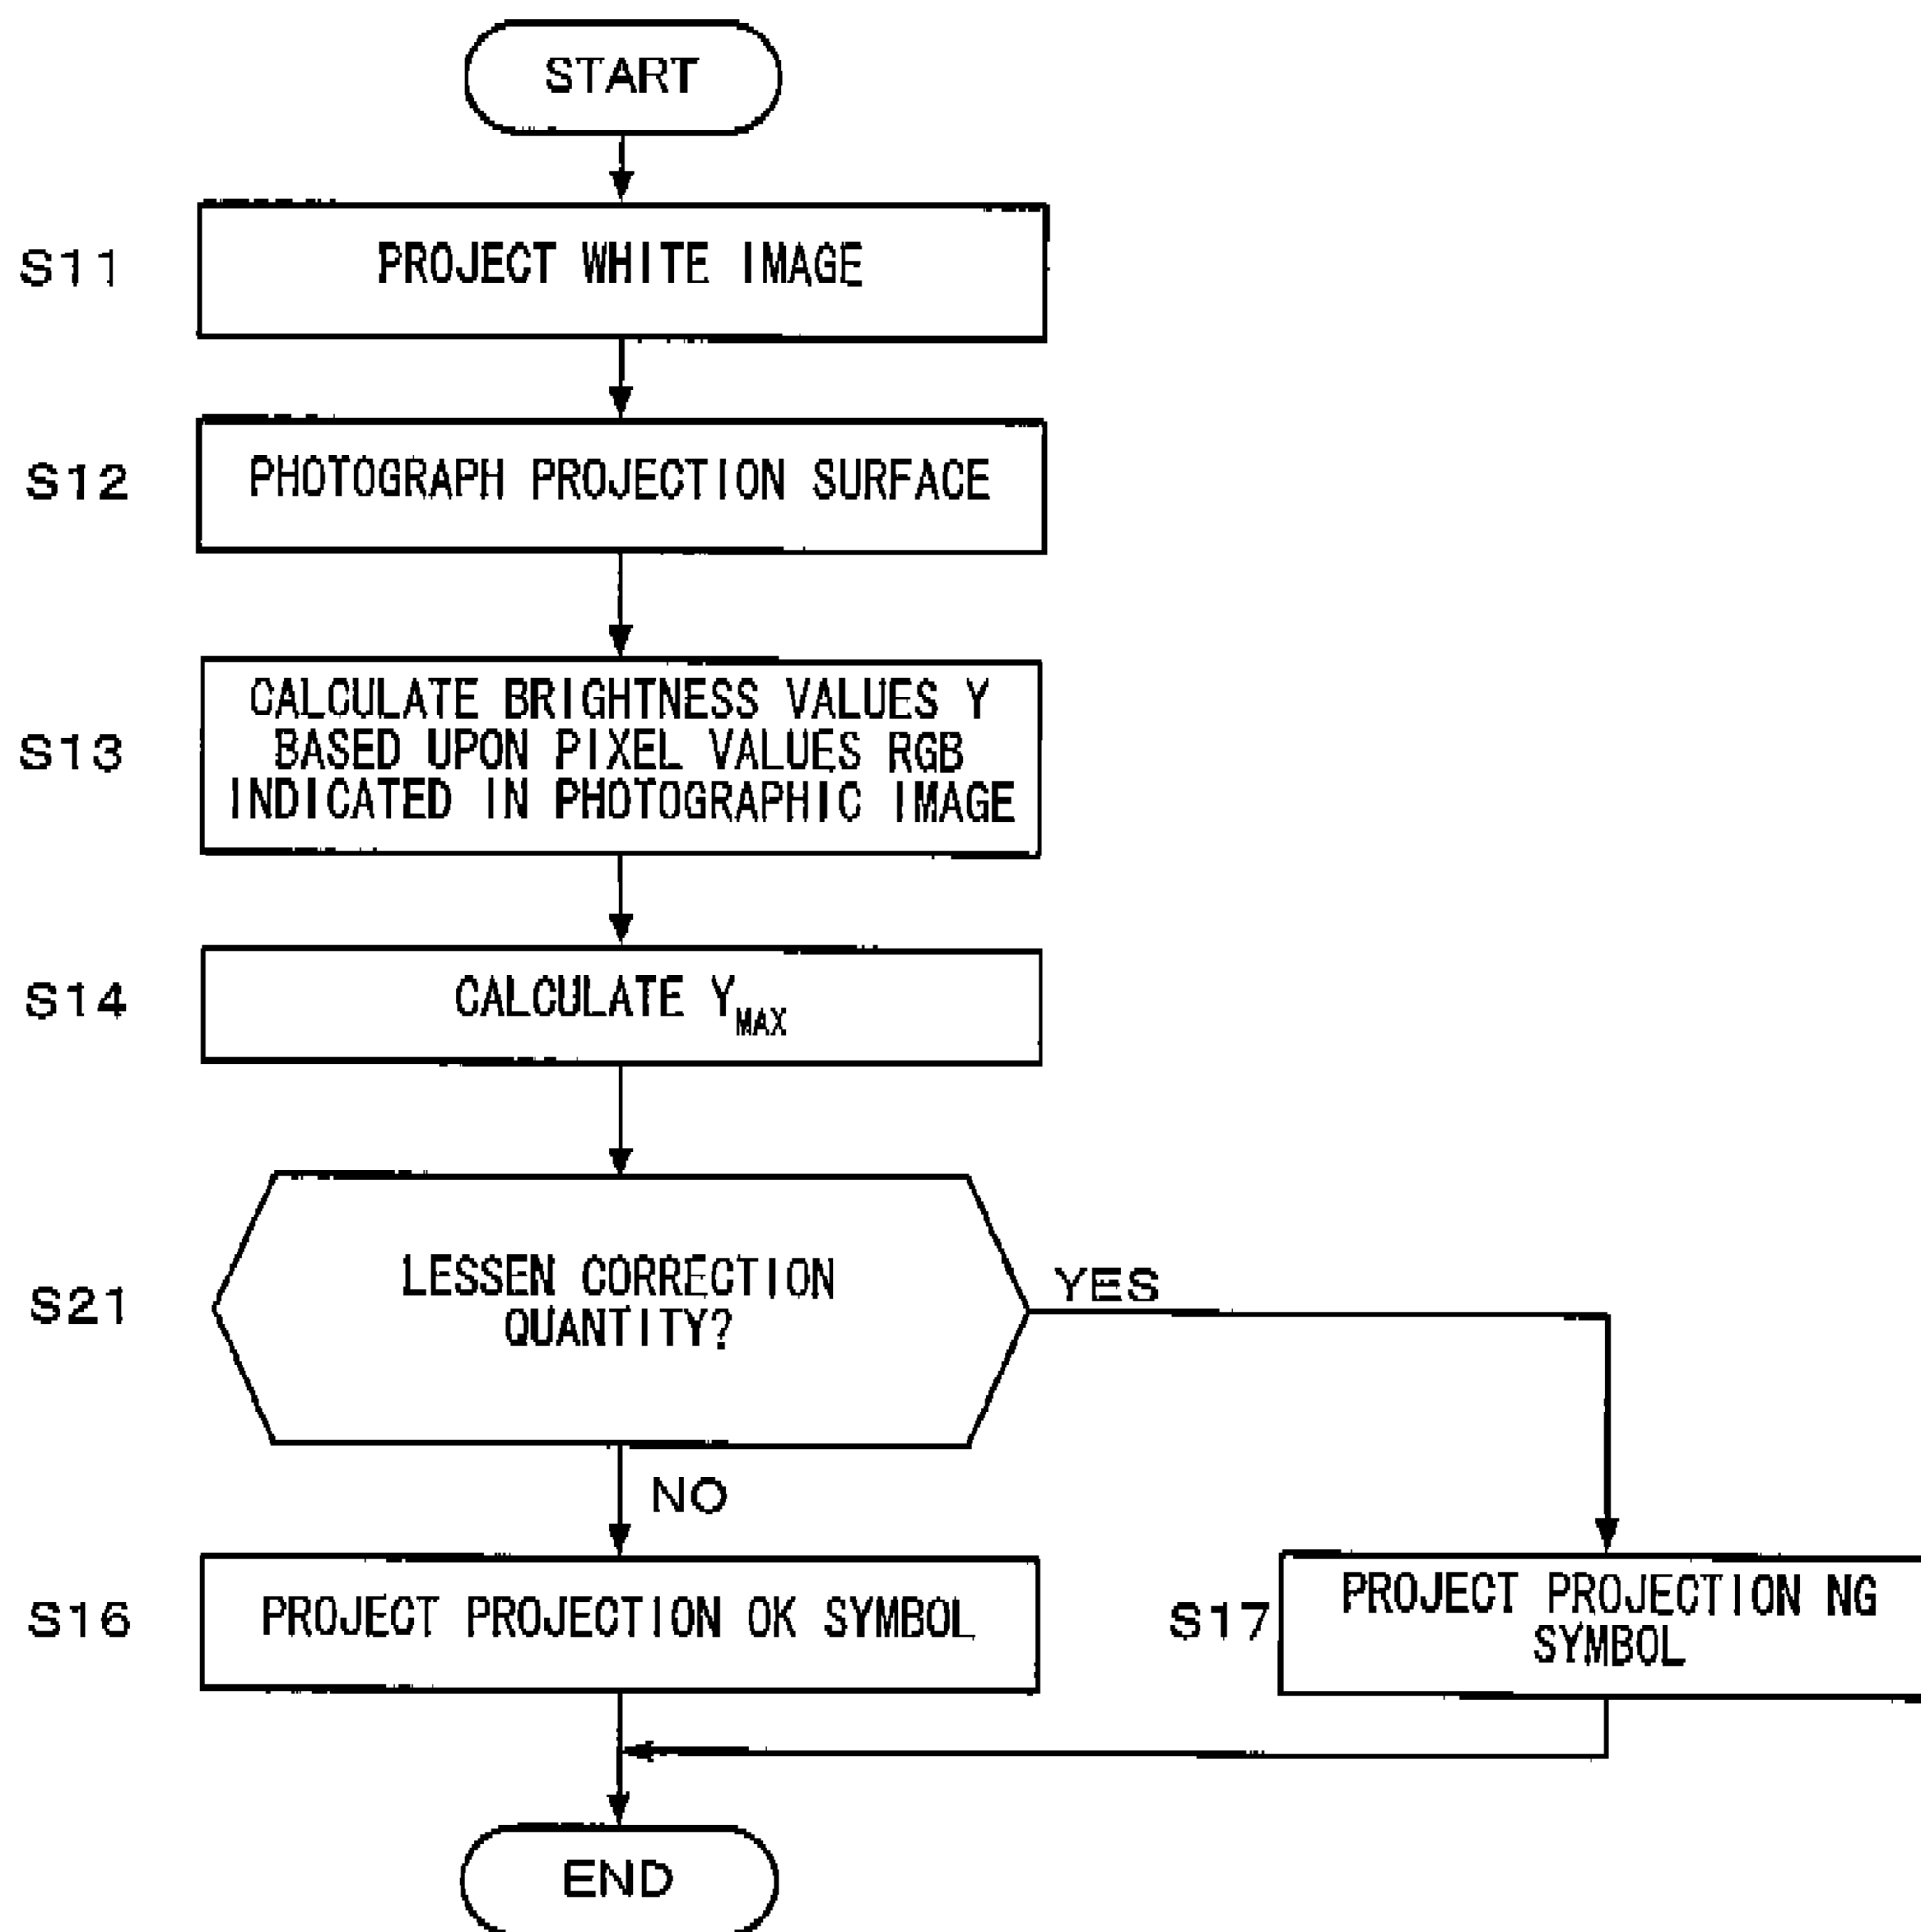 START
S11
PROJECT WHITE IMAGE
S12
PHOTOGRAPH PROJECTION SURFACE
S13
CALCULATE BRIGHTNESS VALUES Y
BASED UPON PIXEL VALUES RGB
INDICATED IN PHOTOGRAPHIC IMAGE
S14
CALCULATE Y_MAX
S21
LESSEN CORRECTION
QUANTITY?
YES
NO
S16
PROJECT PROJECTION OK SYMBOL
S17
PROJECT PROJECTION NG
SYMBOL
END